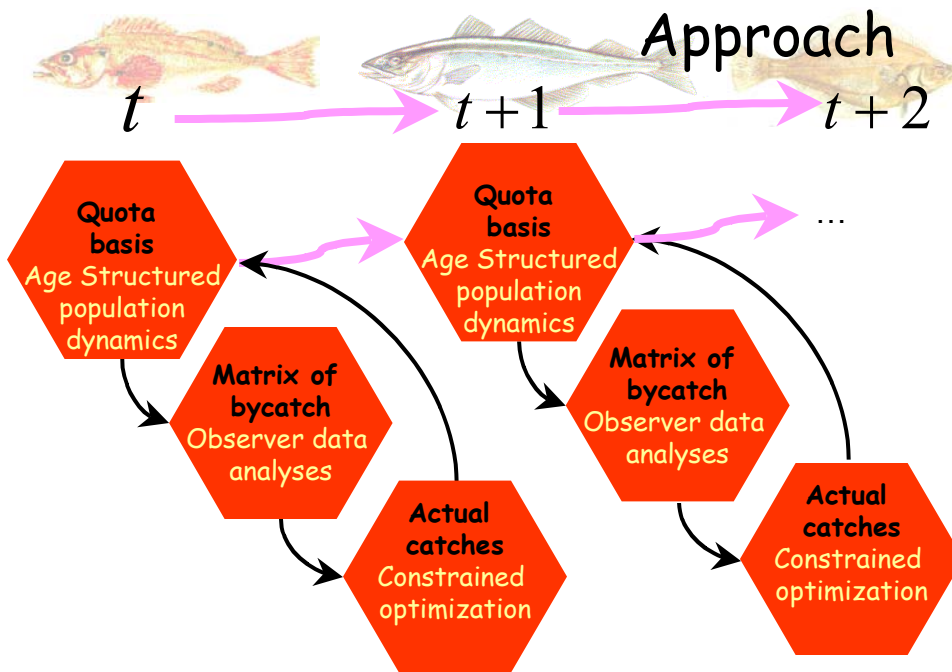 Approach
t
t + 1
t + 2
Quota
basis
Age Structured
population
dynamics
Matrix of
bycatch
Observer data
analyses
Actual
catches
Constrained
optimization
Quota
basis
Age Structured
population
dynamics
Matrix of
bycatch
Observer data
analyses
Actual
catches
Constrained
optimization
...